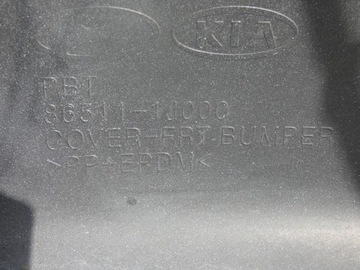 KIA
PBT
86511-1J000
COVER-FRT BUMPER
>PP+EPDM<